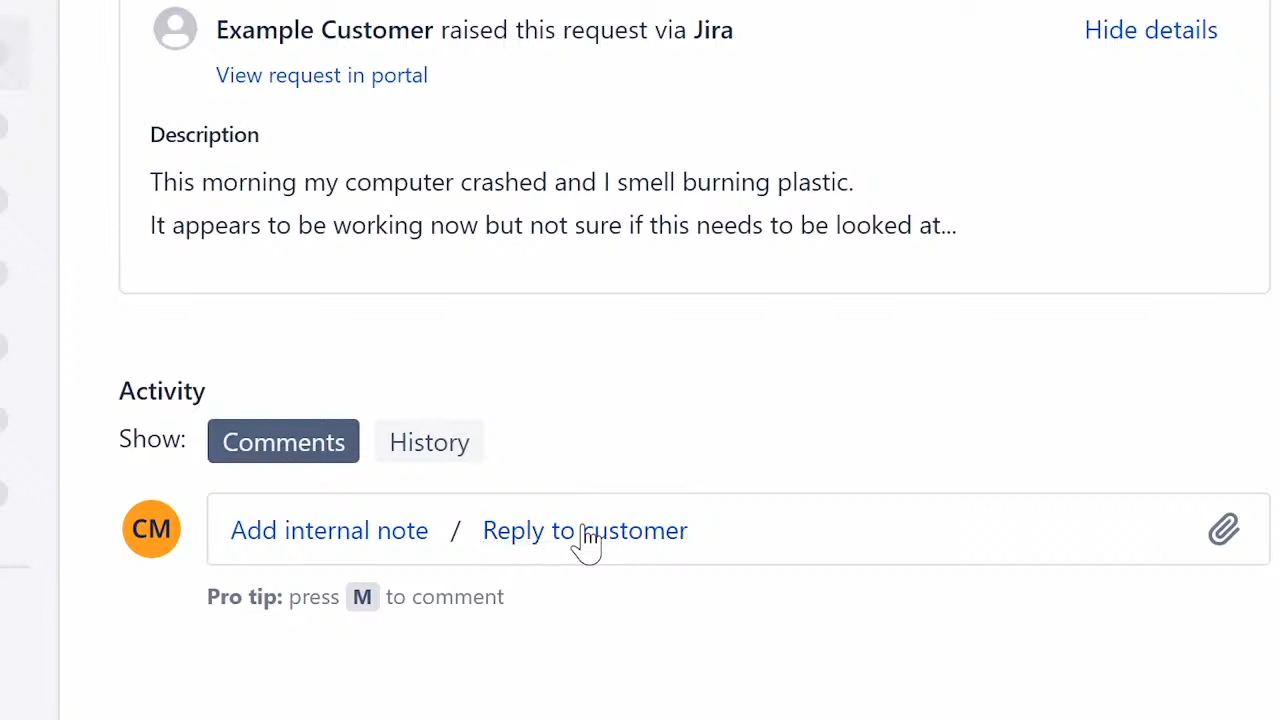 Example Customer raised this request via Jira
Hide details
View request in portal
Description
This morning my computer crashed and I smell burning plastic.
It appears to be working now but not sure if this needs to be looked at...
Activity
Show: Comments History
CM
Add internal note / Reply to customer
Pro tip: press M to comment